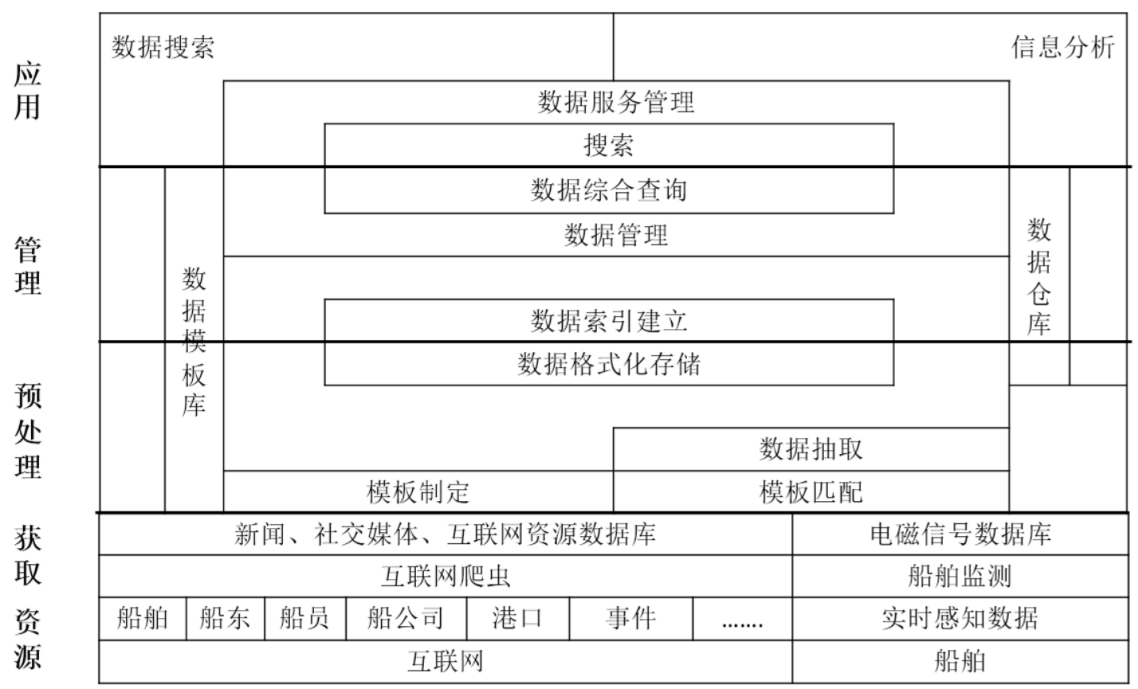 应用
数据搜索
信息分析
数据服务管理
搜索
管理
数据综合查询
数据管理
数据模板库
数据仓库
数据索引建立
预处理
数据格式化存储
数据抽取
模板制定
模板匹配
获取
新闻、社交媒体、互联网资源数据库
电磁信号数据库
互联网爬虫
船舶监测
资源
船舶
船东
船员
船公司
港口
事件
.......
实时感知数据
互联网
船舶